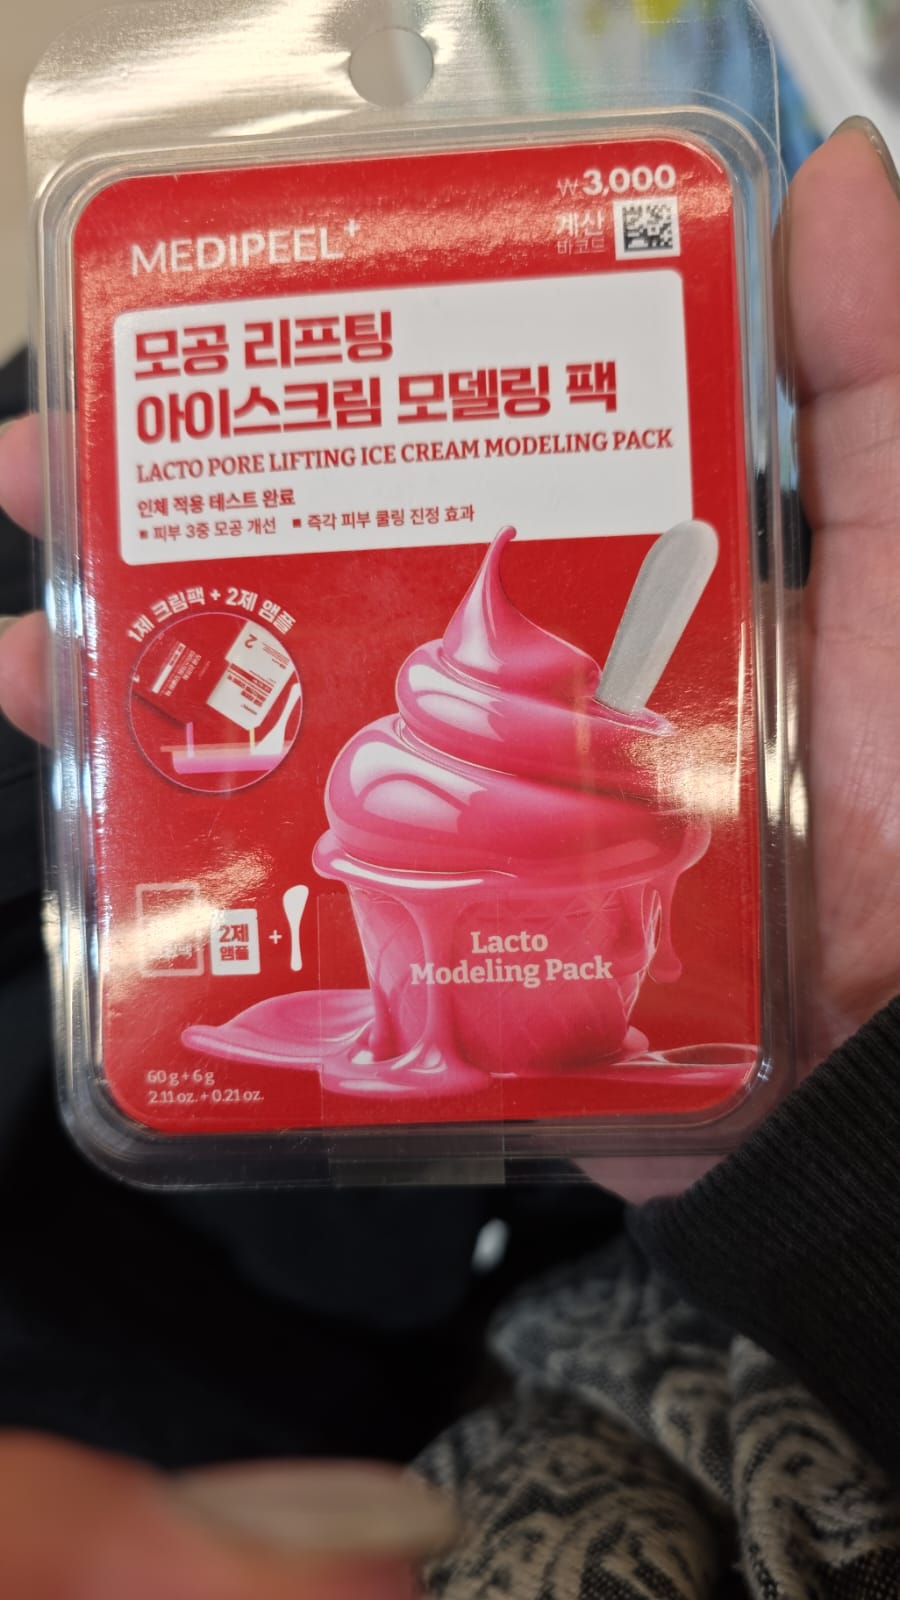 ₩3,000
계산
바코드
MEDIPEEL+
모공 리프팅
아이스크림 모델링 팩
LACTO PORE LIFTING ICE CREAM MODELING PACK
인체 적용 테스트 완료
▪ 피부 3중 모공 개선 ▪ 즉각 피부 쿨링 진정 효과
1제 크림팩 + 2제 앰플
2
2제
앰플
+
Lacto
Modeling Pack
60 g + 6 g
2.11 oz. + 0.21 oz.